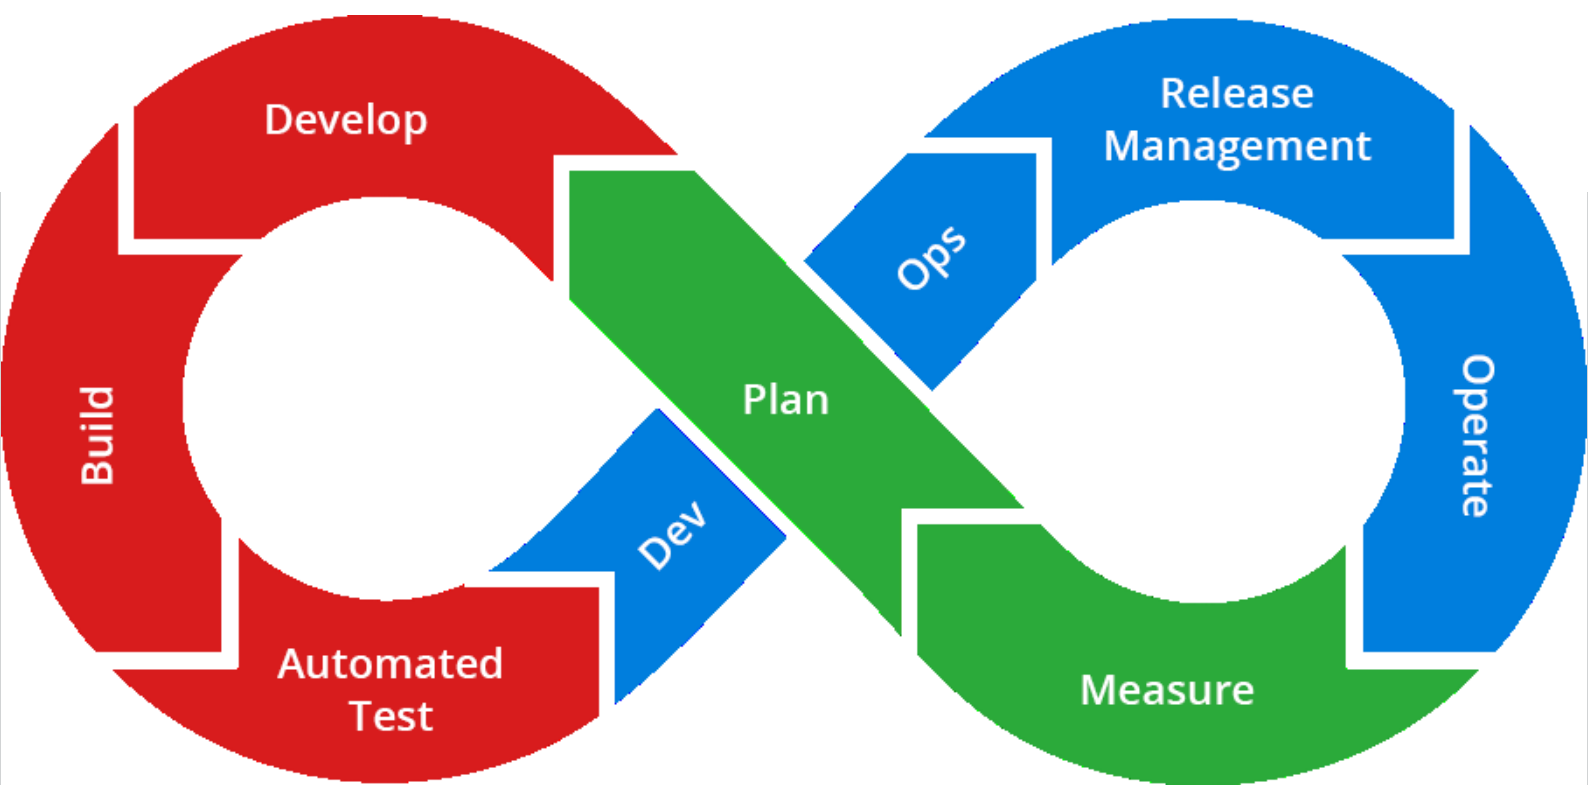 Develop
Release
Management
Ops
Plan
Build
Operate
Dev
Automated
Test
Measure